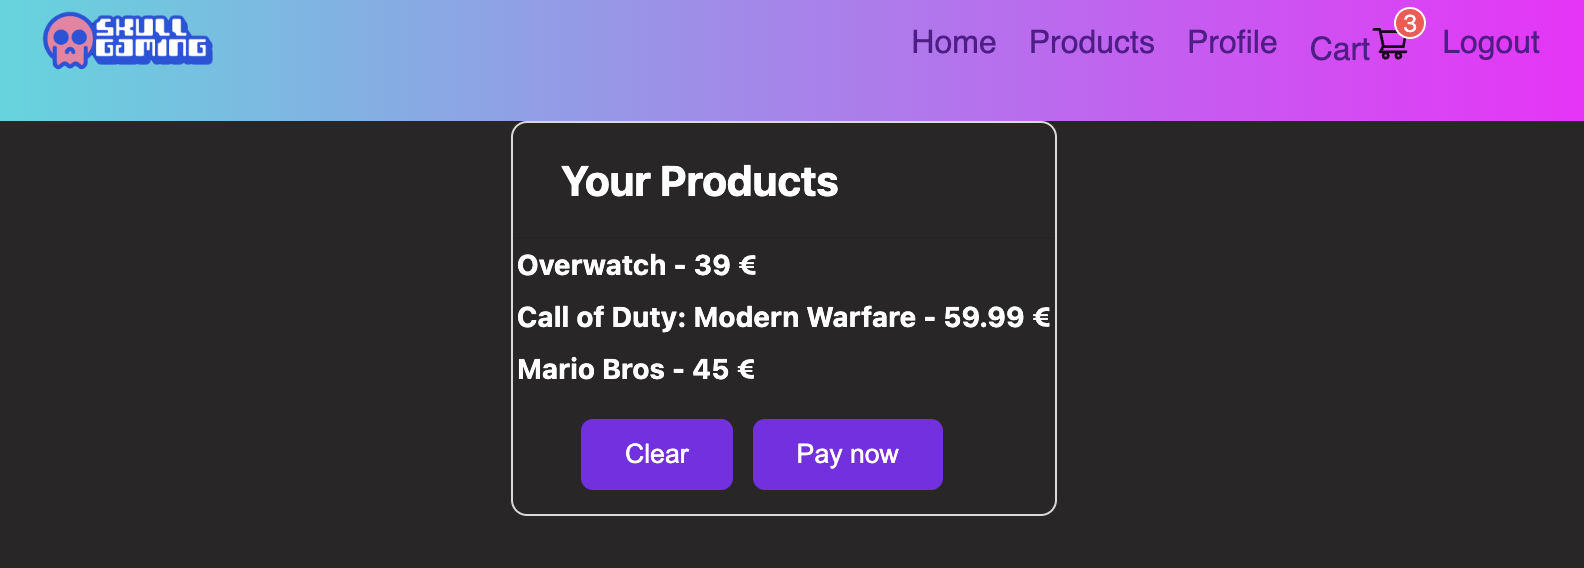 SKULL
GAMING
Home Products Profile Cart 3 Logout
Your Products
Overwatch - 39 €
Call of Duty: Modern Warfare - 59.99 €
Mario Bros - 45 €
Clear Pay now